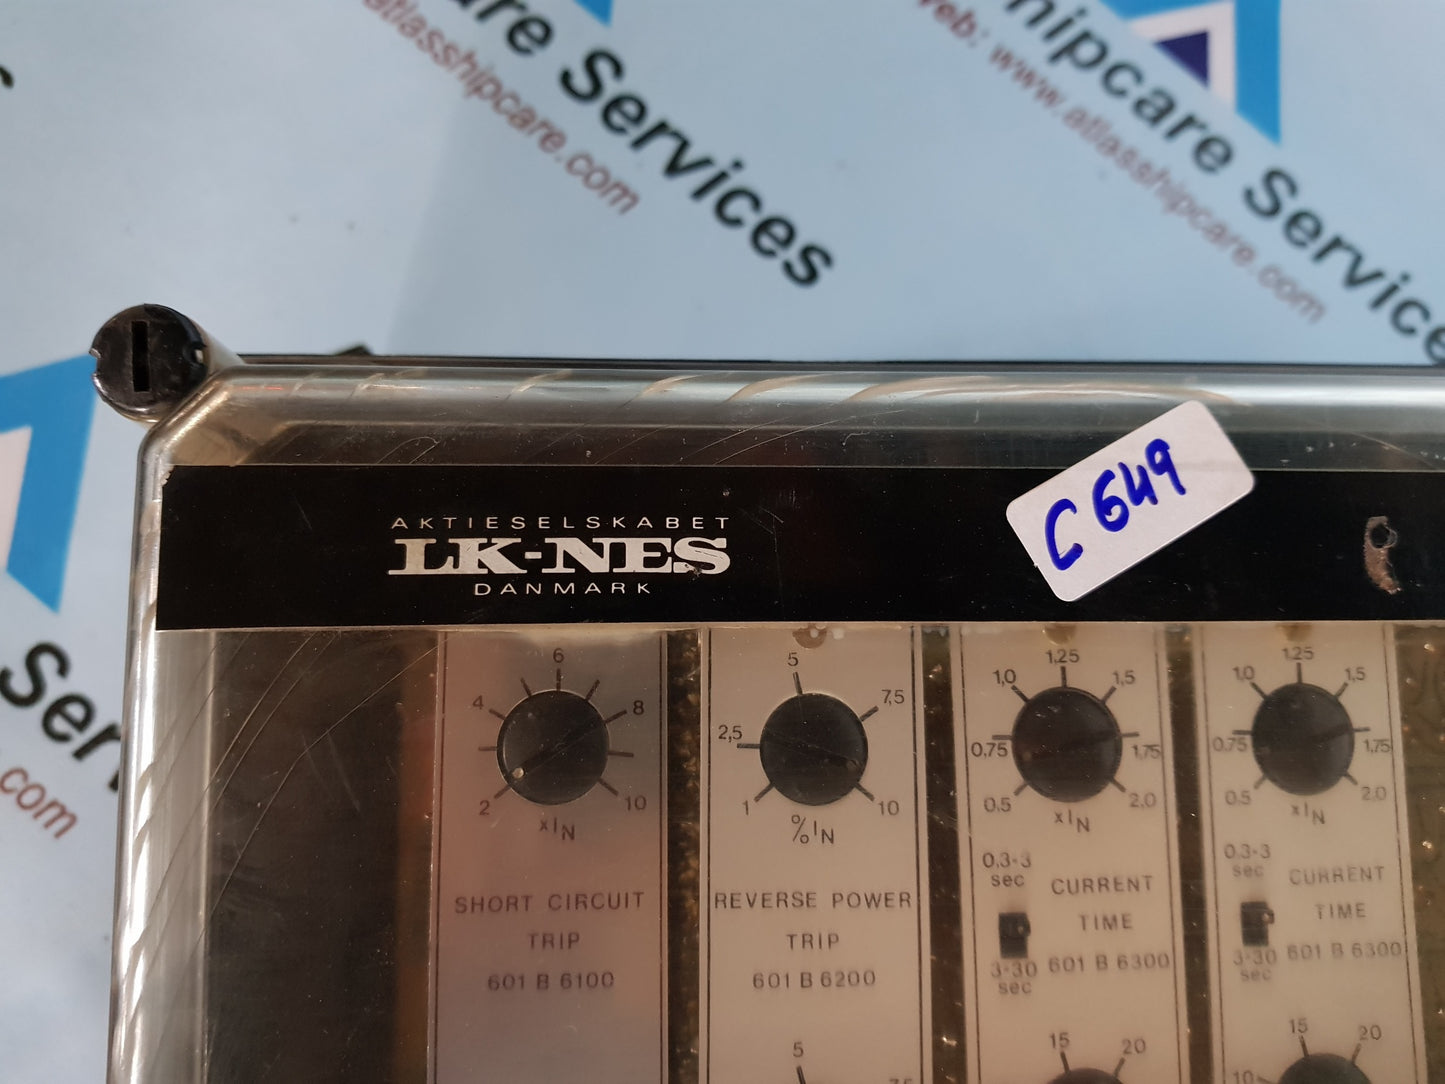 re Services
atlasshipcare.com
hipcare Services
web: www.atlasshipcare.com
Ser
.com
AKTIESELSKABET
LK-NES
DANMARK
C 649
6
4
8
2
10
xIN
SHORT CIRCUIT
TRIP
601 B 6100
5
2,5
7,5
1
10
%IN
REVERSE POWER
TRIP
601 B 6200
5
1,25
1,0
1,5
0,75
1,75
0.5
2,0
xIN
0,3-3
sec
CURRENT
TIME
3-30
sec
601 B 6300
15
20
1.25
1,0
1,5
0,75
1,75
0.5
2,0
xIN
0,3-3
sec
CURRENT
TIME
3-30
sec
601 B 6300
15
20
10